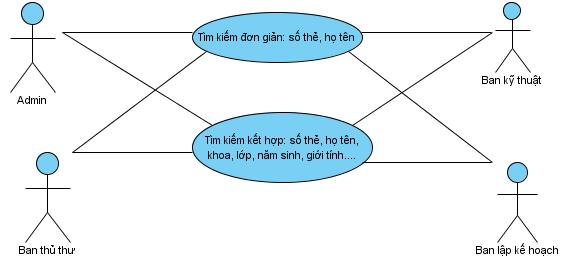 Tìm kiếm đơn giản: số thẻ, họ tên
Admin
Ban kỹ thuật
Tìm kiếm kết hợp: số thẻ, họ tên,
khoa, lớp, năm sinh, giới tính....
Ban thủ thư
Ban lập kế hoạch